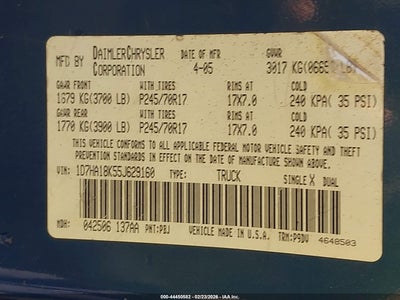 MFD BY DAIMLERCHRYSLER CORPORATION DATE OF MFR 4-05 GVWR 3017 KG(
GAWR FRONT WITH TIRES RIMS AT COLD
1679 KG(3700 LB) P245/70R17 17X7.0 240 KPA( 35 PSI)
GAWR REAR WITH TIRES RIMS AT COLD
1770 KG(3900 LB) P245/70R17 17X7.0 240 KPA( 35 PSI)
THIS VEHICLE CONFORMS TO ALL APPLICABLE FEDERAL MOTOR VEHICLE SAFETY AND THEFT
PREVENTION STANDARDS IN EFFECT ON THE DATE OF MANUFACTURE SHOWN ABOVE
VIN: 1D7HA18K55J629160 TYPE: TRUCK SINGLE X DUAL
MDH: 042506 137AA PNT:PBJ VEHICLE MADE IN U.S.A. TRM:P9DV
4648503
000-44450582 - 02/23/2026 - IAA Inc.